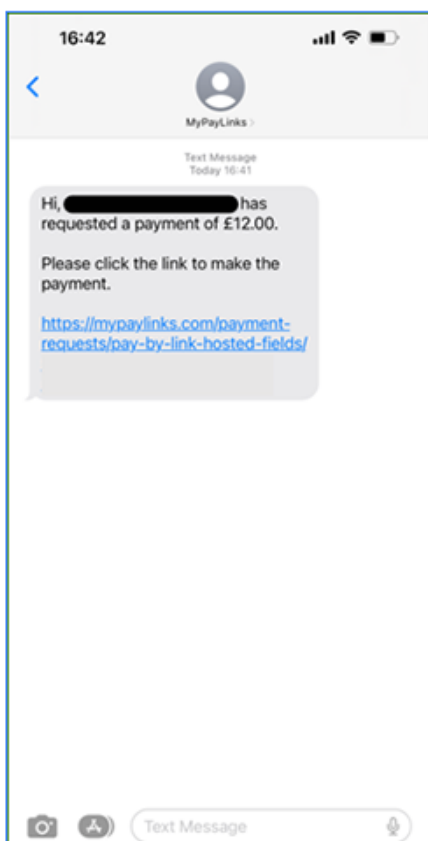 16:42
MyPayLinks >
Text Message
Today 16:41
Hi, has
requested a payment of £12.00.
Please click the link to make the
payment.
https://mypaylinks.com/payment-
requests/pay-by-link-hosted-fields/
Text Message